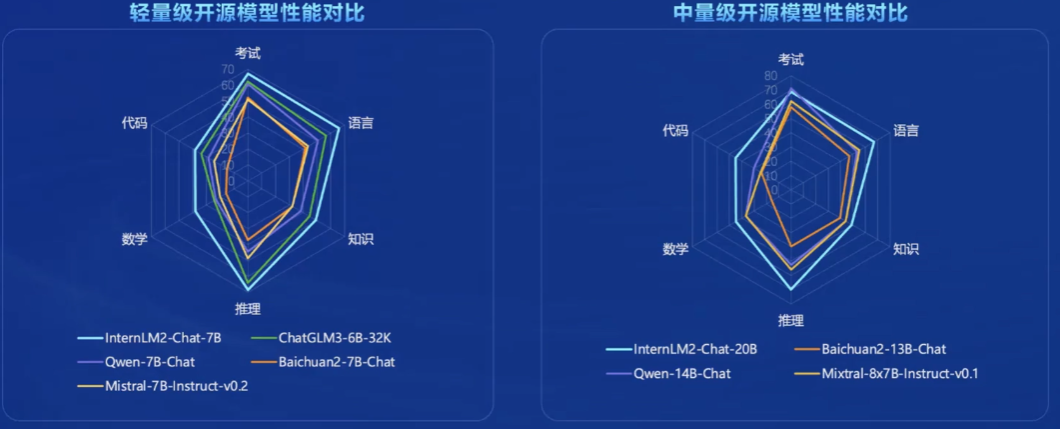 轻量级开源模型性能对比
考试
70
60
50
40
30
20
10
0
代码
语言
数学
知识
推理
InternLM2-Chat-7B
ChatGLM3-6B-32K
Qwen-7B-Chat
Baichuan2-7B-Chat
Mistral-7B-Instruct-v0.2
中量级开源模型性能对比
考试
80
70
60
50
40
30
20
10
0
代码
语言
数学
知识
推理
InternLM2-Chat-20B
Baichuan2-13B-Chat
Qwen-14B-Chat
Mixtral-8x7B-Instruct-v0.1